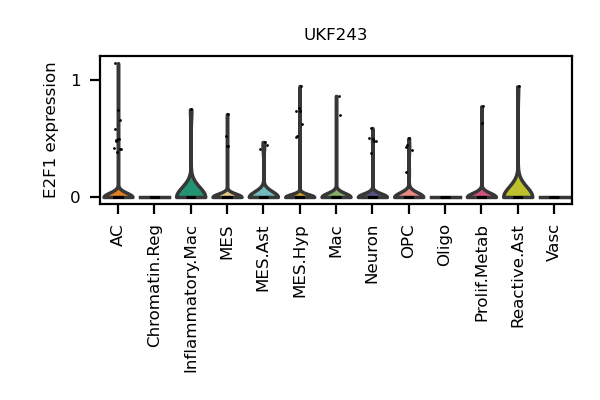 UKF243
E2F1 expression
1
0
AC
Chromatin.Reg
Inflammatory.Mac
MES
MES.Ast
MES.Hyp
Mac
Neuron
OPC
Oligo
Prolif.Metab
Reactive.Ast
Vasc